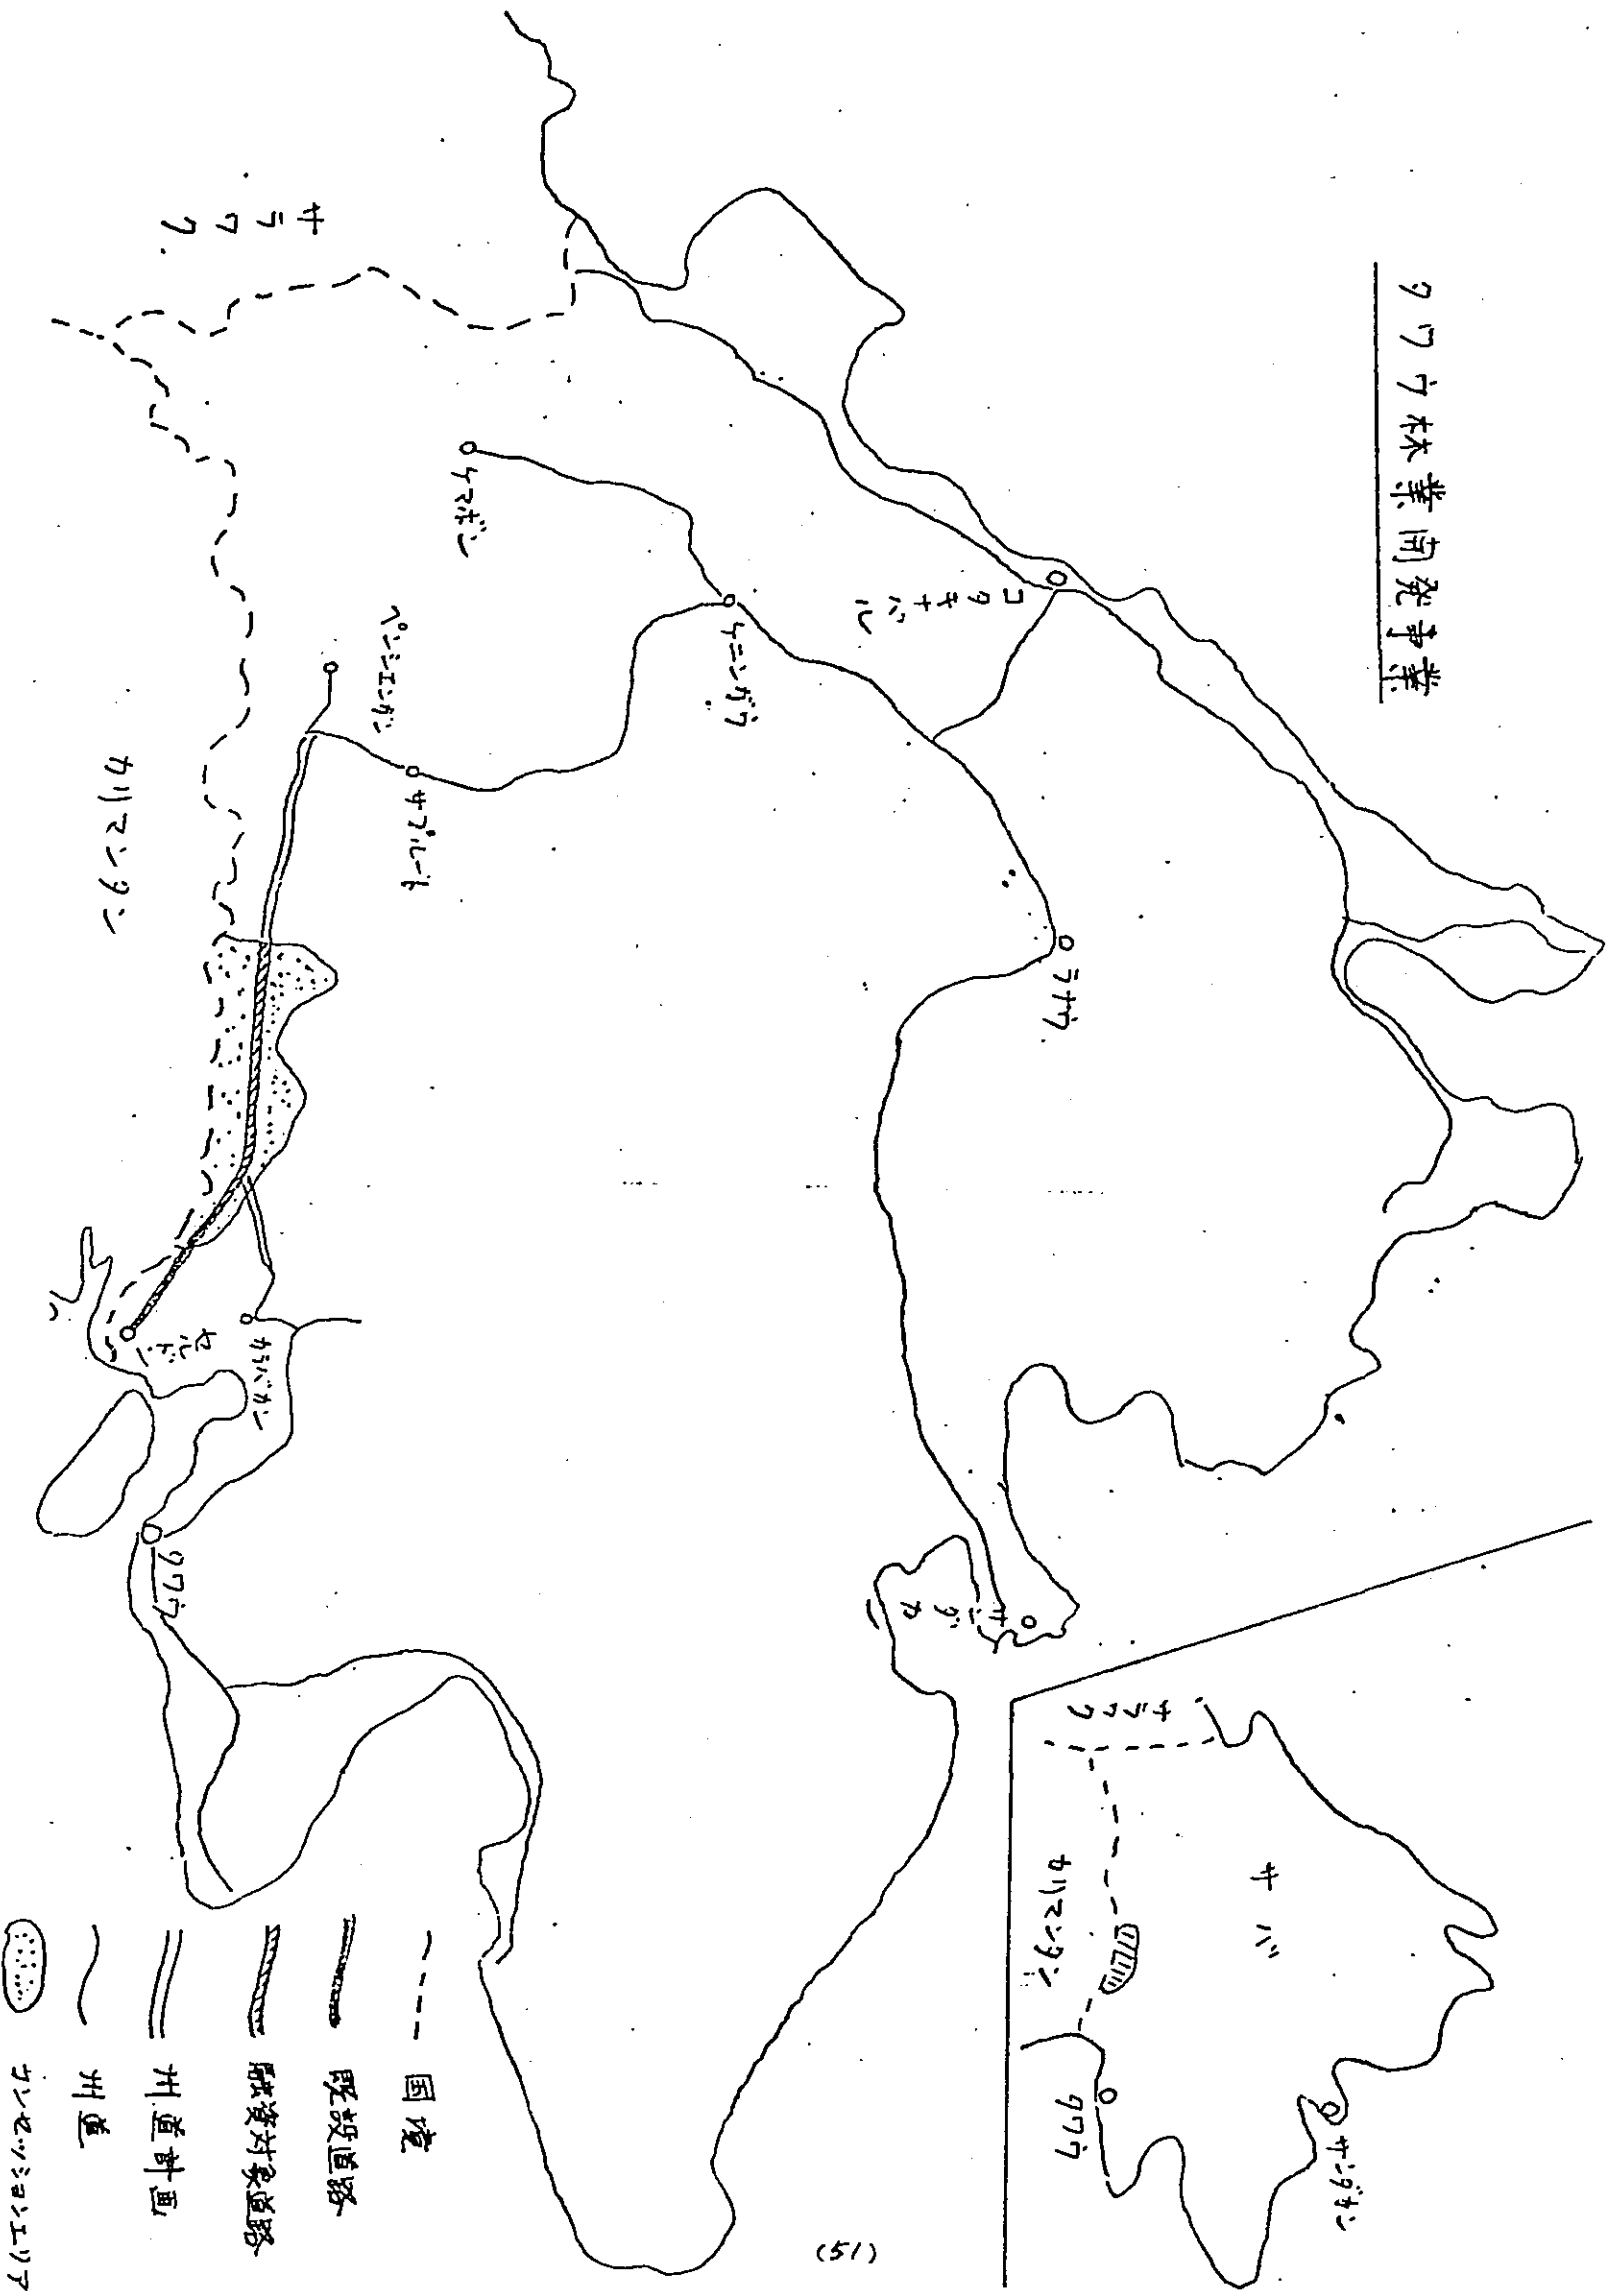 タワウ林業開発事業
サラワク
コタキナバル
ケマボン
ケニンガウ
ペンシエンガン
サプルート
ラナウ
カリマンタン
セルドン
カラバカン
タワウ
サンダカン
サラワク
サバ
カリマンタン
タワウ
サンダカン
国境
既設道路
融資対象道路
州道計画
州道
コンセッションエリア
(51)